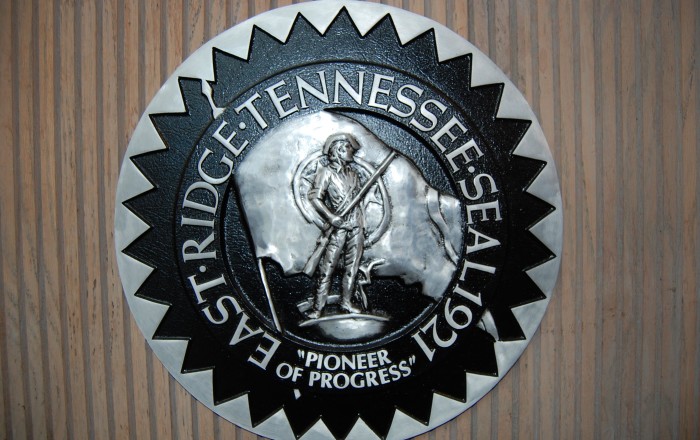 EAST·RIDGE·TENNESSEE·SEAL 1921
"PIONEER
OF PROGRESS"